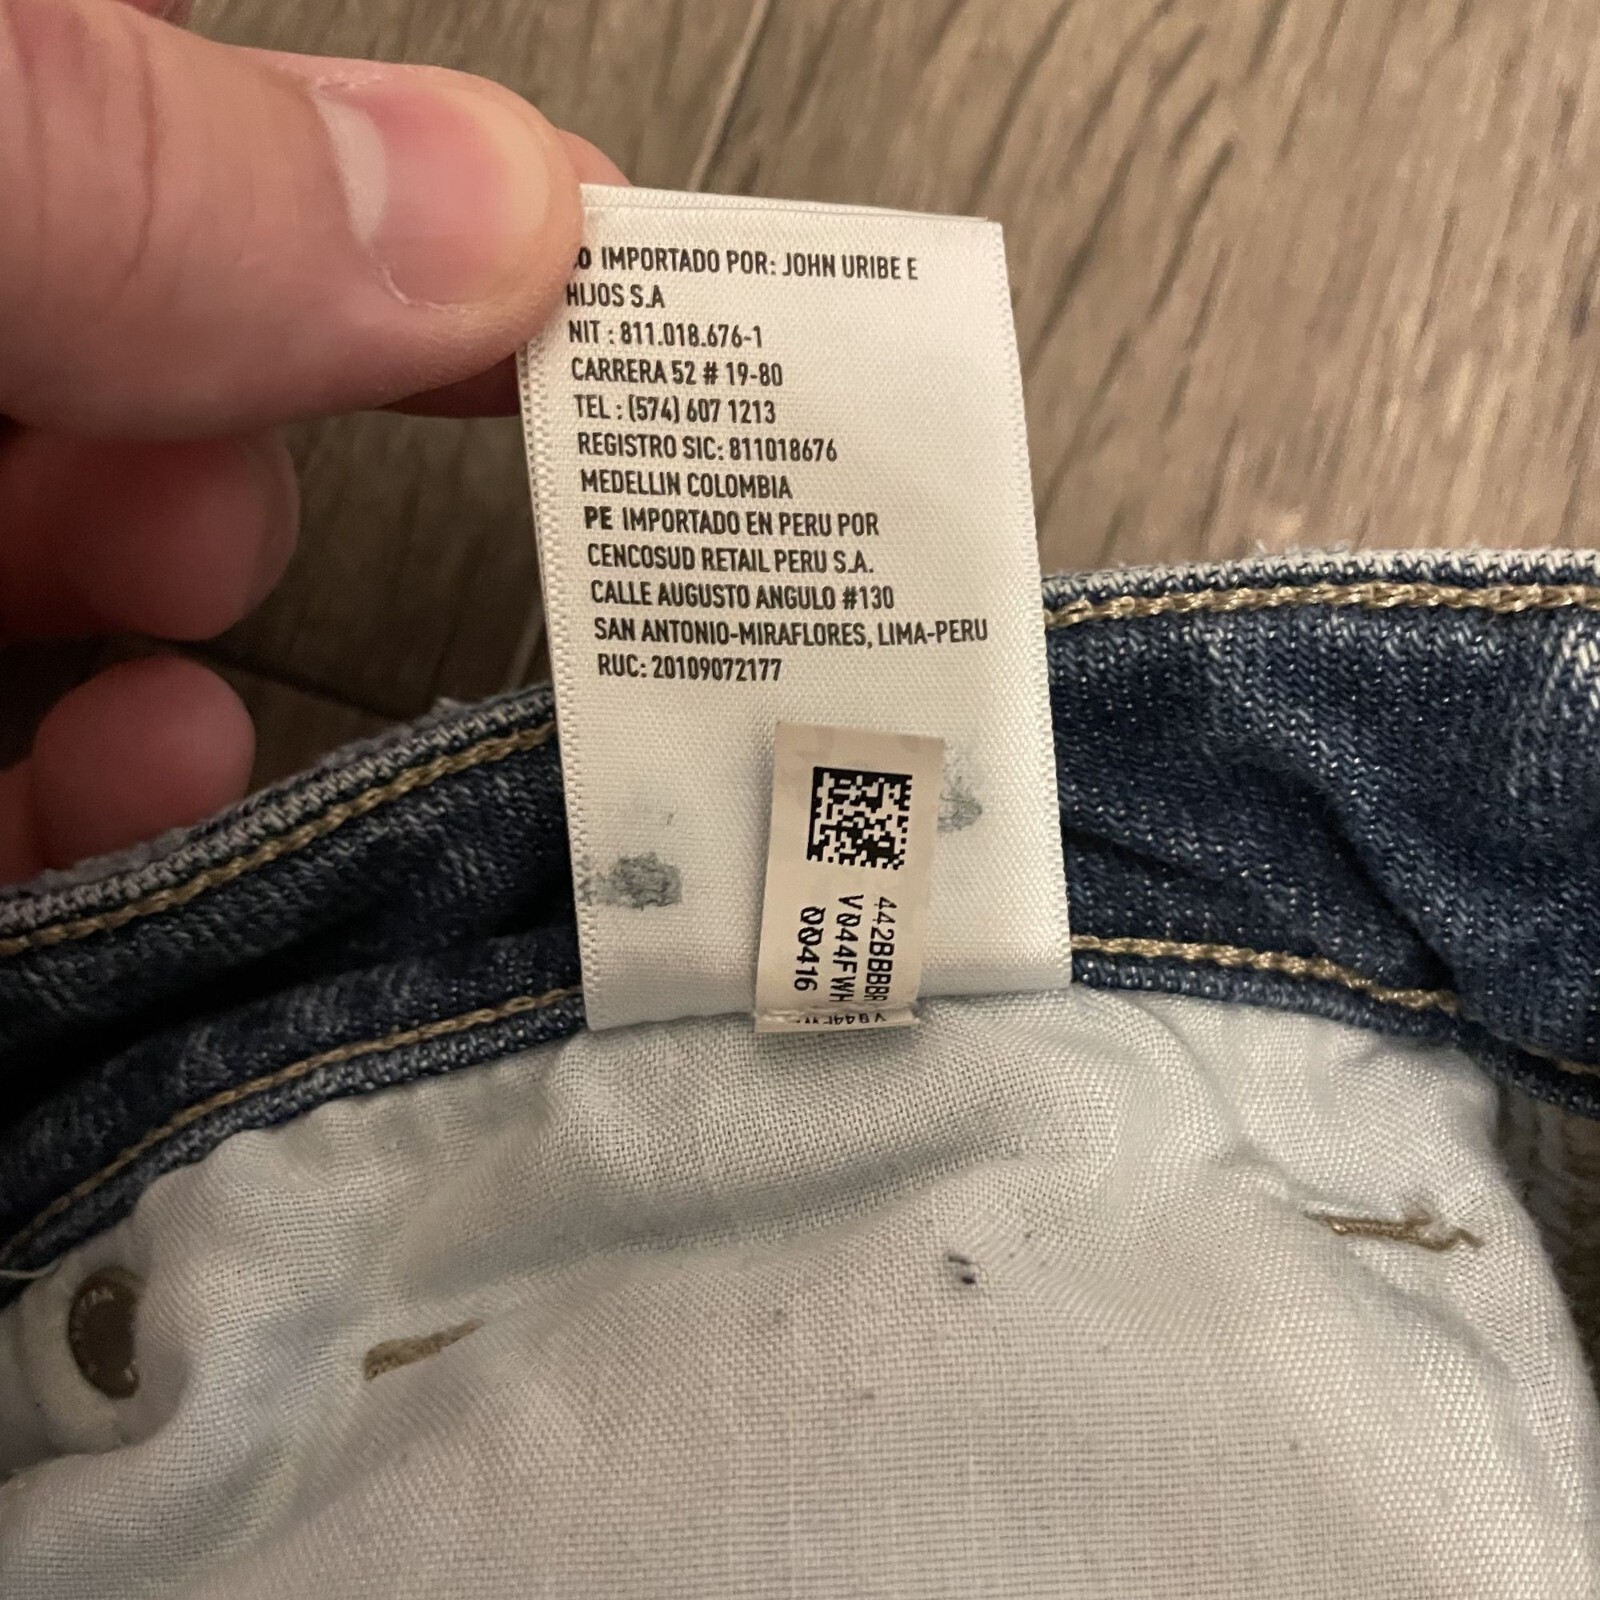 IMPORTADO POR: JOHN URIBE E
HIJOS S.A
NIT : 811.018.676-1
CARRERA 52 # 19-80
TEL : (574) 607 1213
REGISTRO SIC: 811018676
MEDELLIN COLOMBIA
PE IMPORTADO EN PERU POR
CENCOSUD RETAIL PERU S.A.
CALLE AUGUSTO ANGULO #130
SAN ANTONIO-MIRAFLORES, LIMA-PERU
RUC: 20109072177
442BBBBR
V044FWH
00416